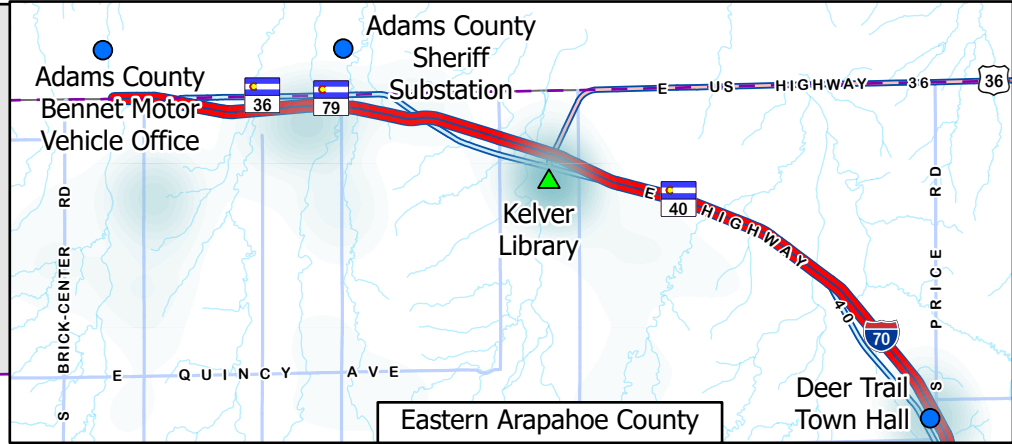 Adams County
Sheriff
Substation
Adams County
Bennet Motor
Vehicle Office
36
79
E US HIGHWAY 36
36
S BRICK-CENTER RD
Kelver
Library
E HIGHWAY 40
40
70
S PRICE RD
E QUINCY AVE
Deer Trail
Town Hall
Eastern Arapahoe County